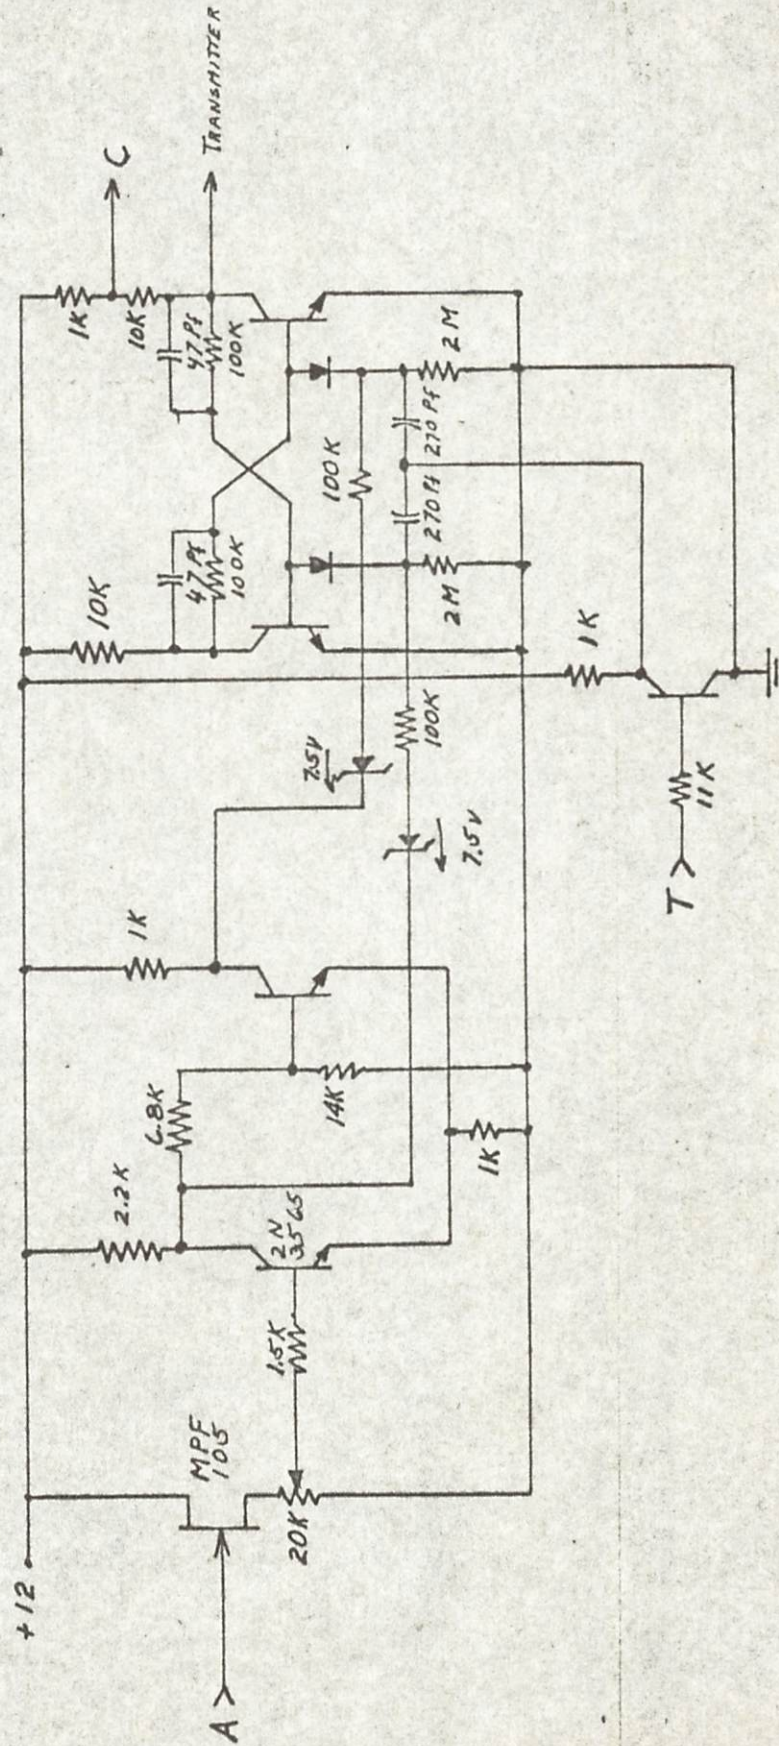 +12
A
MPF
105
20K
1.5K
2N
3565
2.2K
6.8K
14K
1K
1K
7.5V
7.5V
100K
100K
10K
47 Pf
100K
2M
270 Pf
270 Pf
2M
47 Pf
100K
10K
1K
C
TRANSMITTER
T
11K
1K